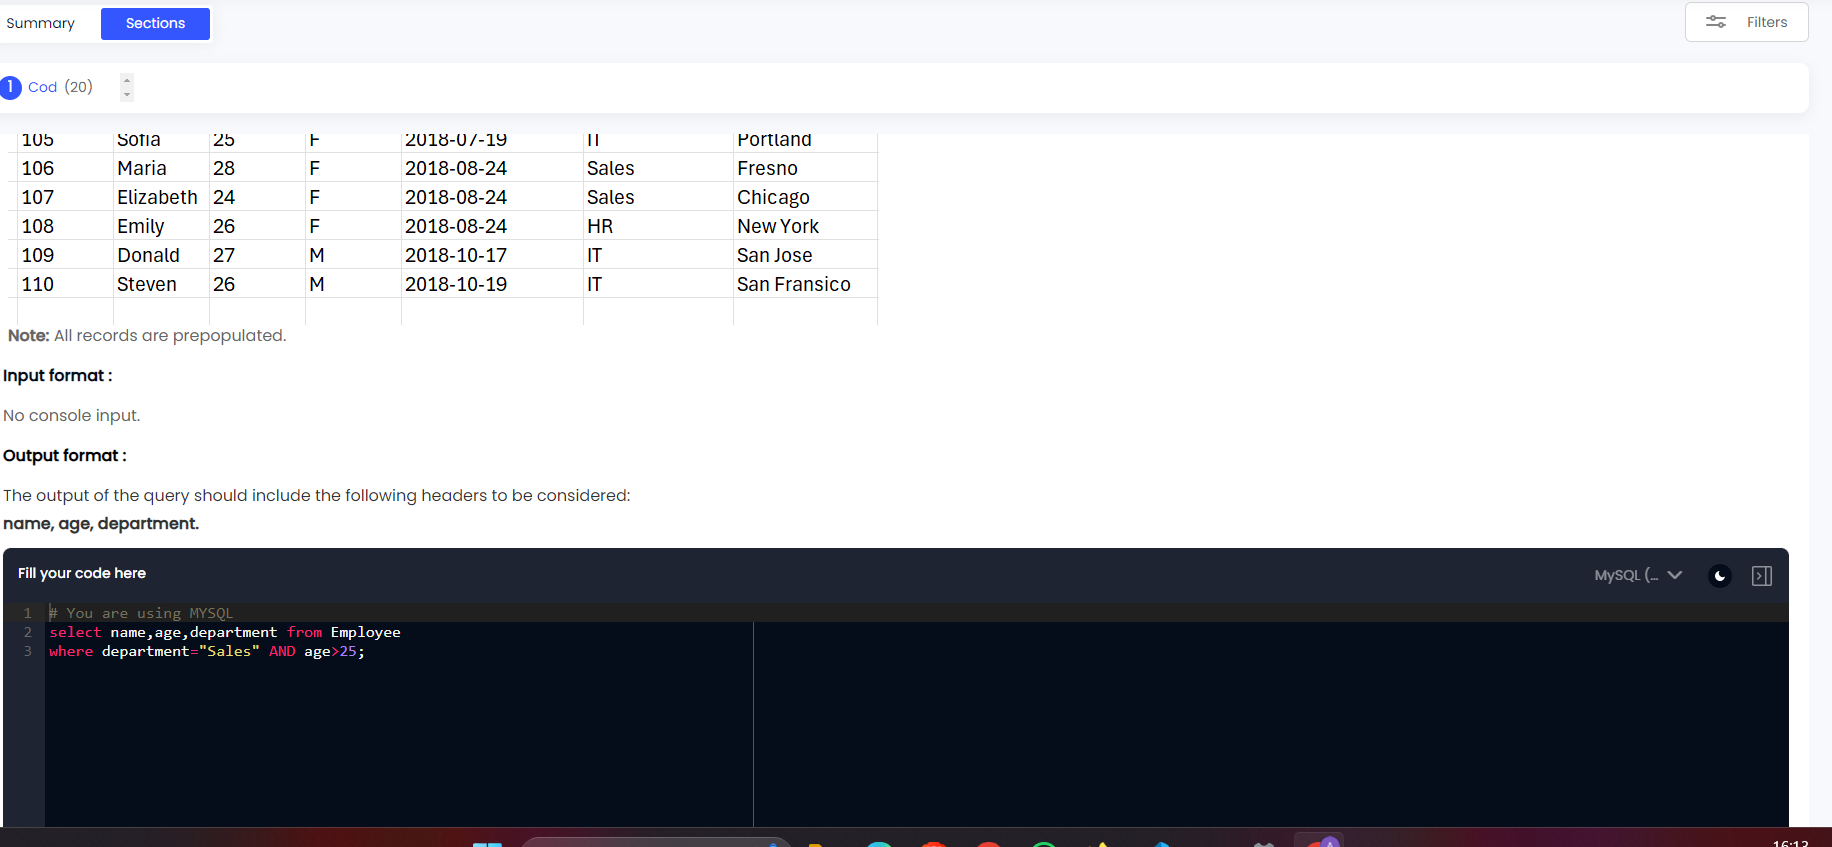 Summary Sections Filters
1 Cod (20)
105 Sofia 25 F 2018-07-19 IT Portland
106 Maria 28 F 2018-08-24 Sales Fresno
107 Elizabeth 24 F 2018-08-24 Sales Chicago
108 Emily 26 F 2018-08-24 HR New York
109 Donald 27 M 2018-10-17 IT San Jose
110 Steven 26 M 2018-10-19 IT San Fransico
Note: All records are prepopulated.
Input format :
No console input.
Output format :
The output of the query should include the following headers to be considered:
name, age, department.
Fill your code here MySQL (...
1 # You are using MYSQL
2 select name,age,department from Employee
3 where department="Sales" AND age>25;
16:13